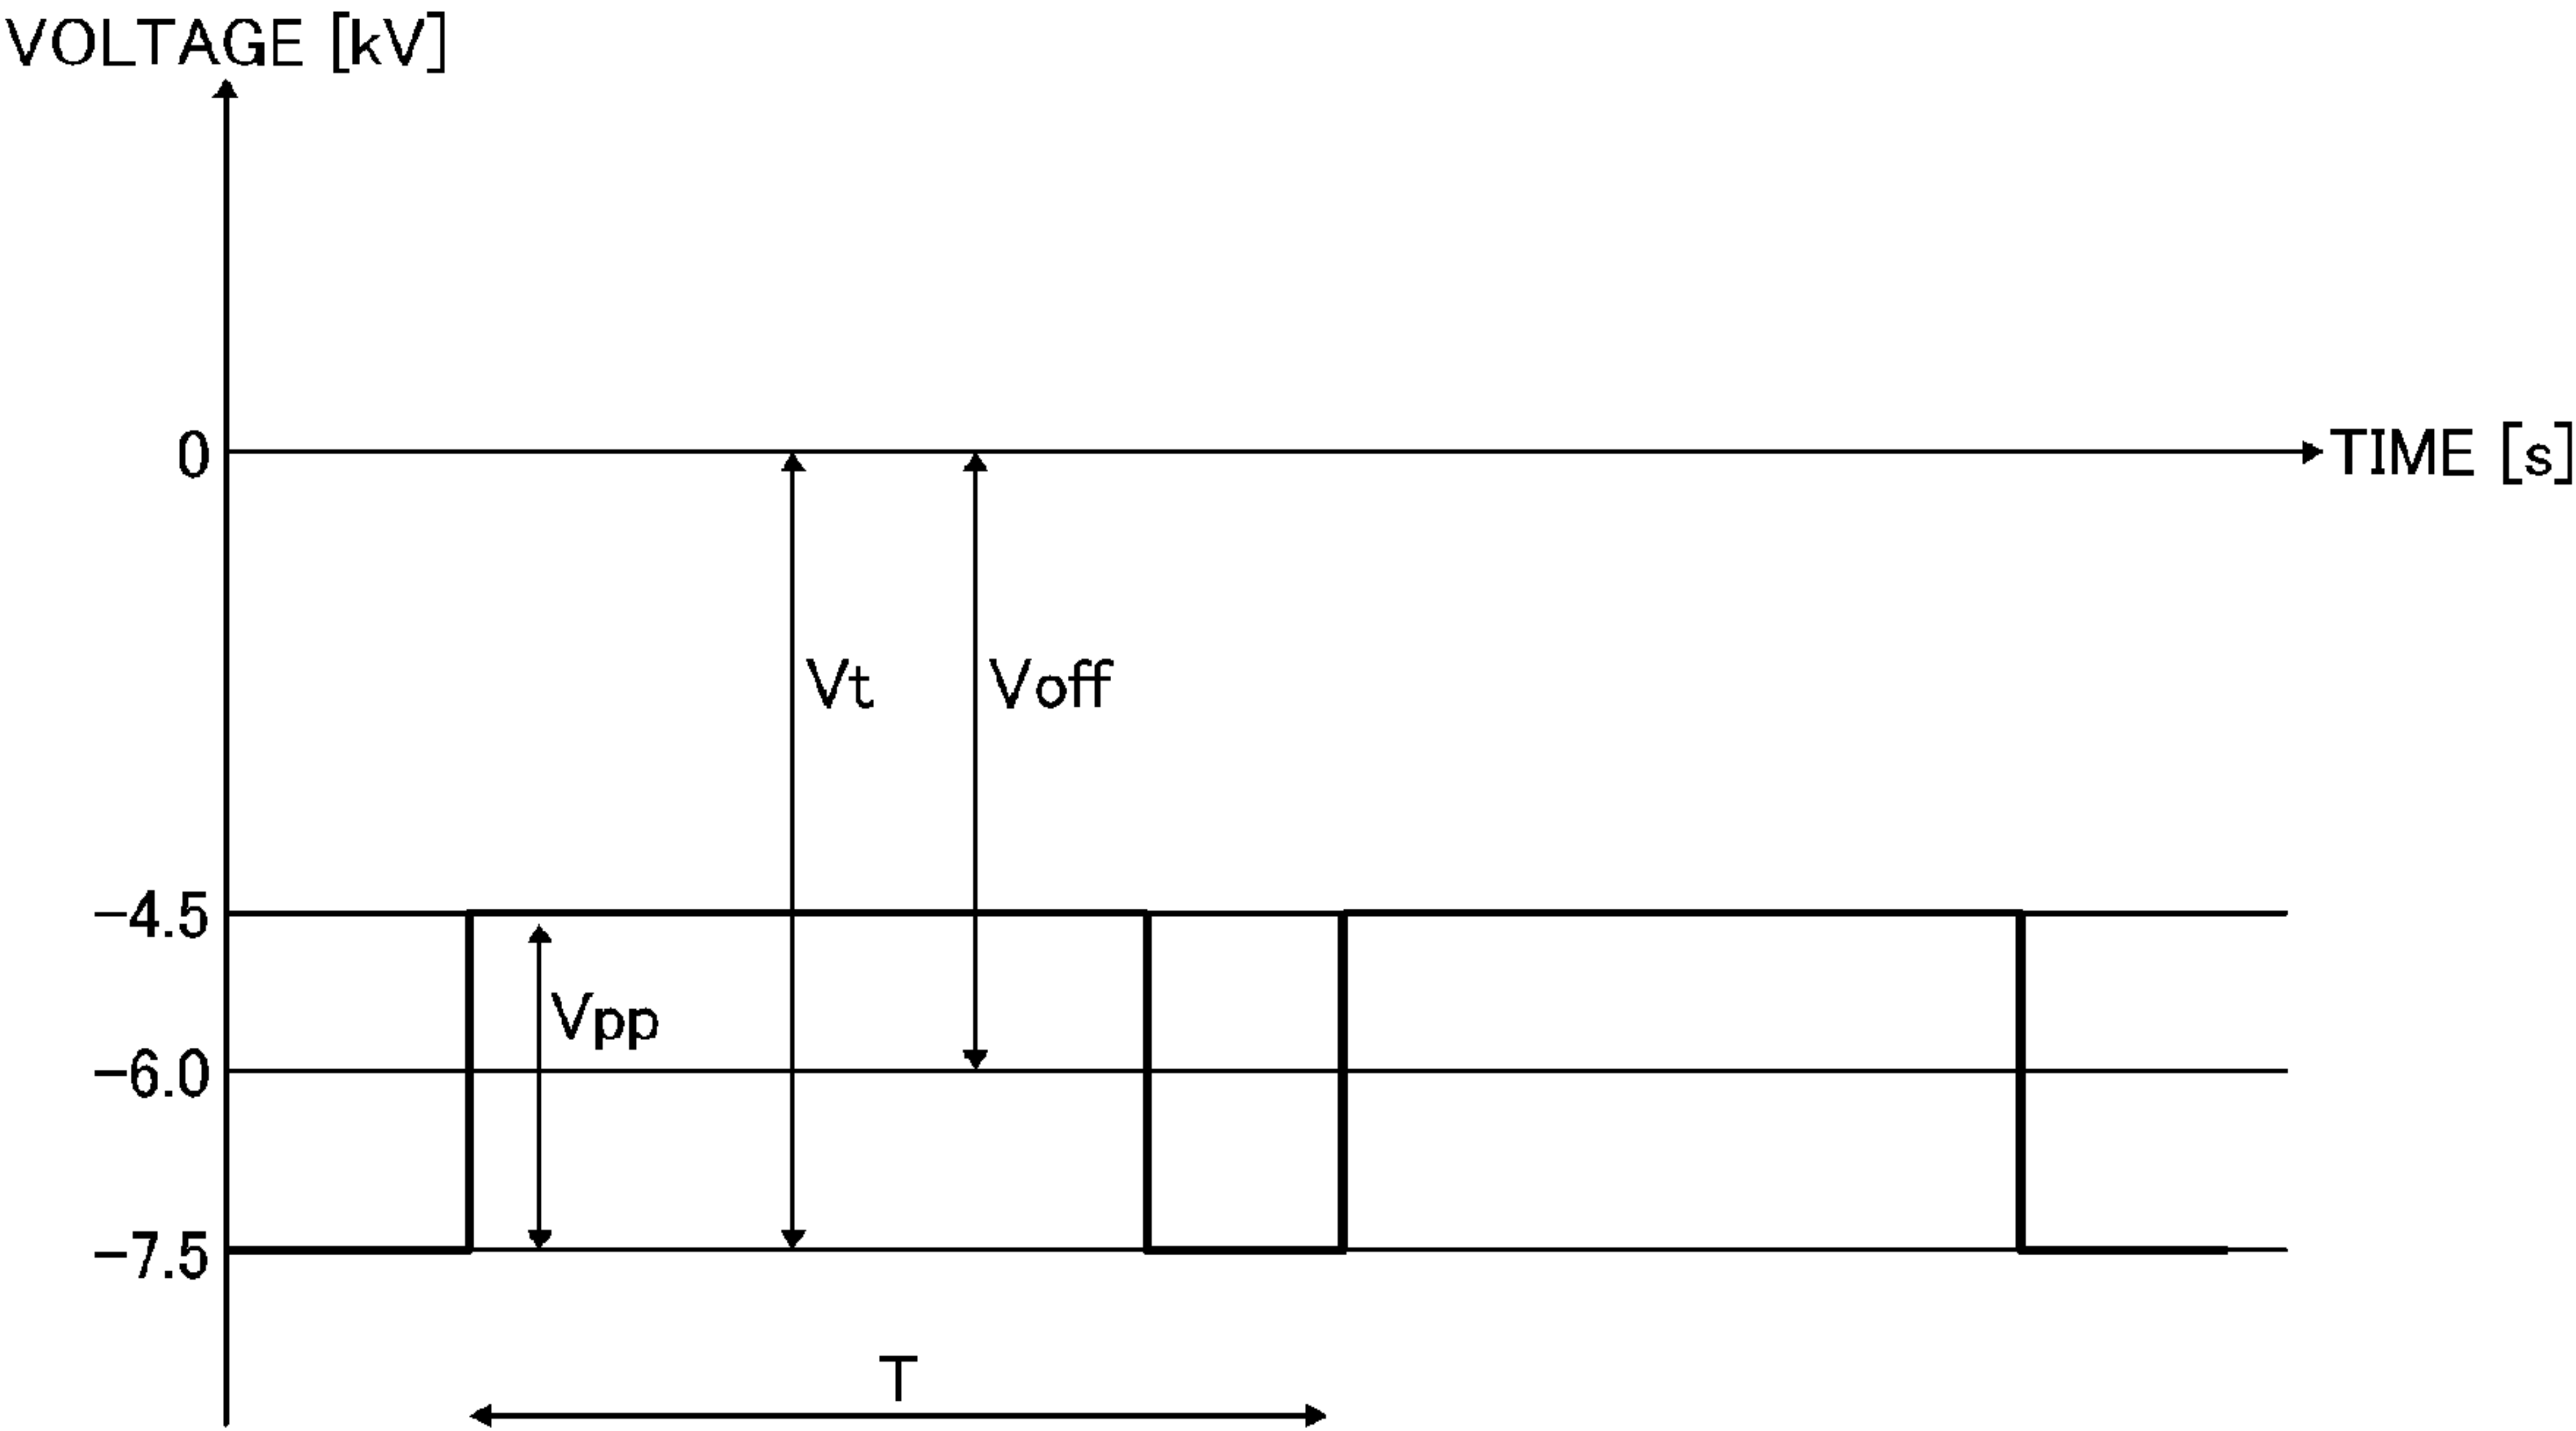 VOLTAGE [kV]
0
TIME [s]
Vt
Voff
−4.5
Vpp
−6.0
−7.5
T